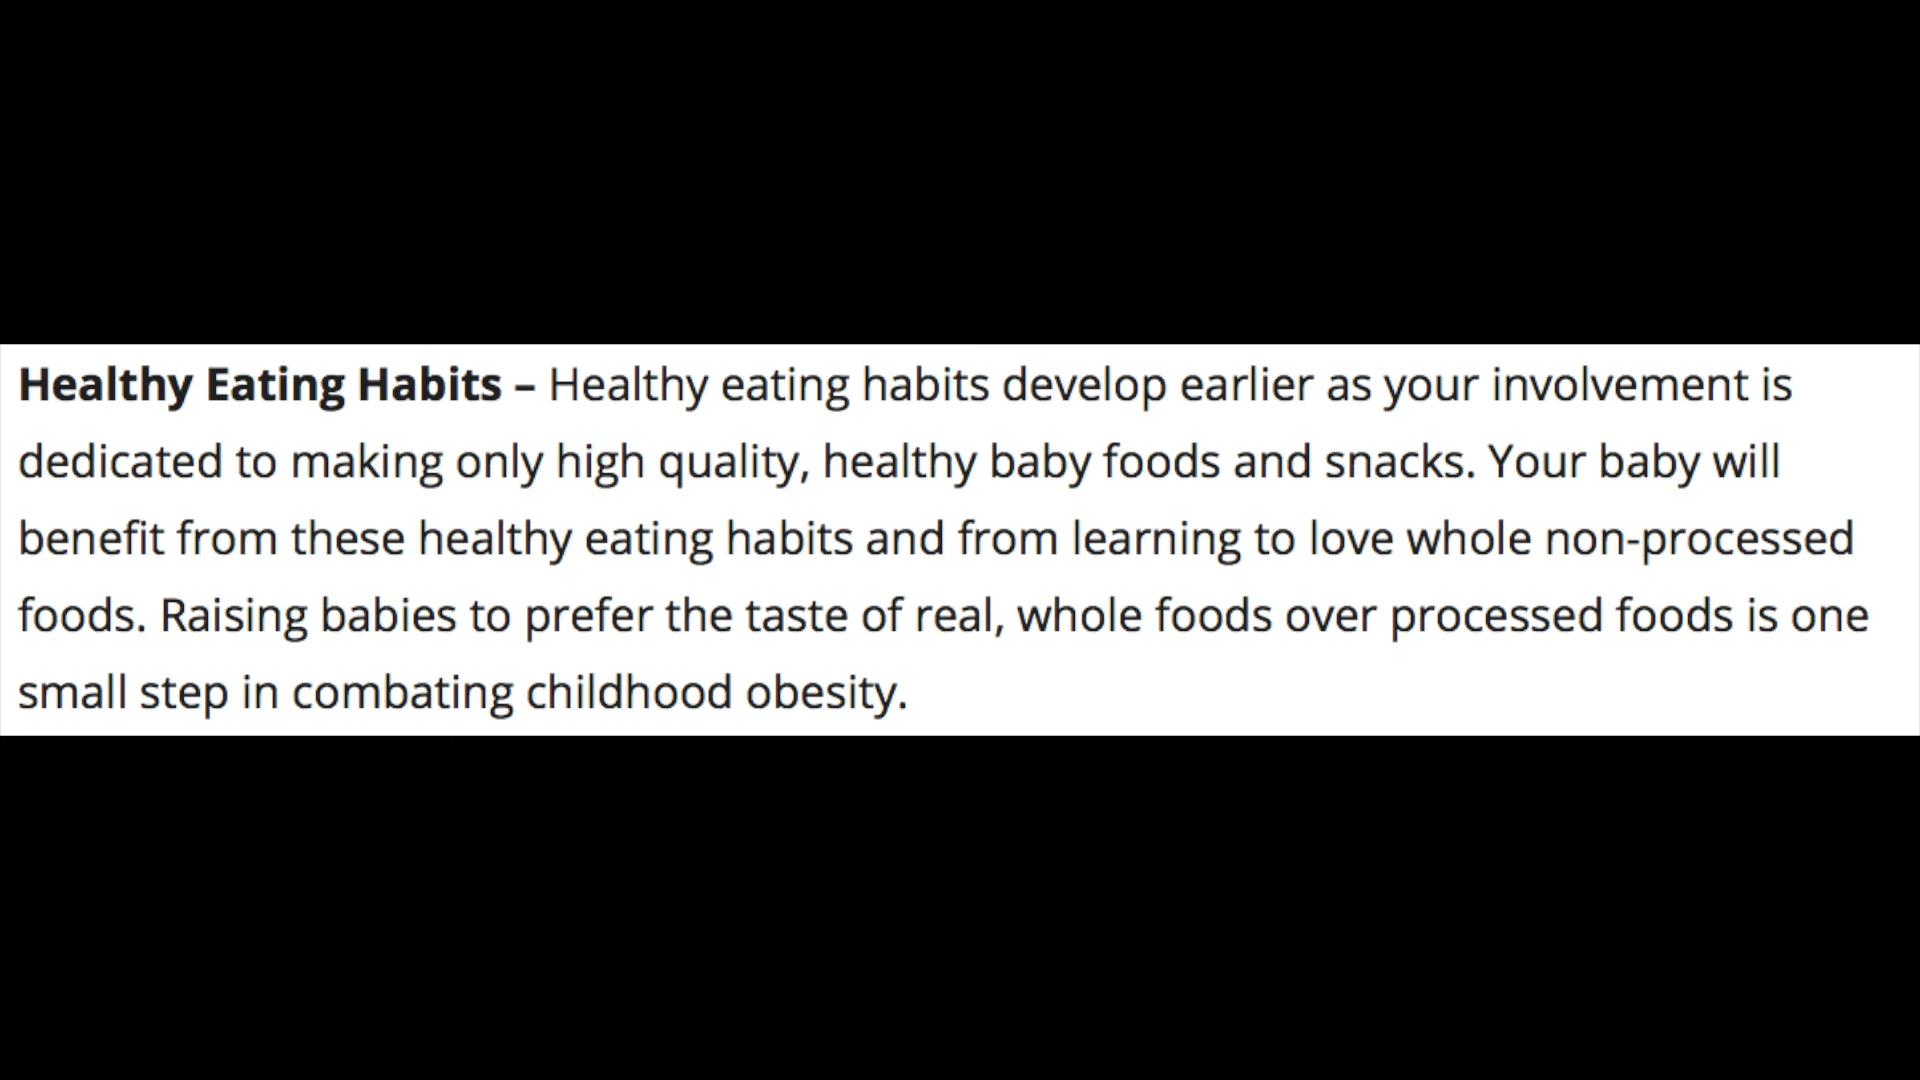 Healthy Eating Habits – Healthy eating habits develop earlier as your involvement is
dedicated to making only high quality, healthy baby foods and snacks. Your baby will
benefit from these healthy eating habits and from learning to love whole non-processed
foods. Raising babies to prefer the taste of real, whole foods over processed foods is one
small step in combating childhood obesity.